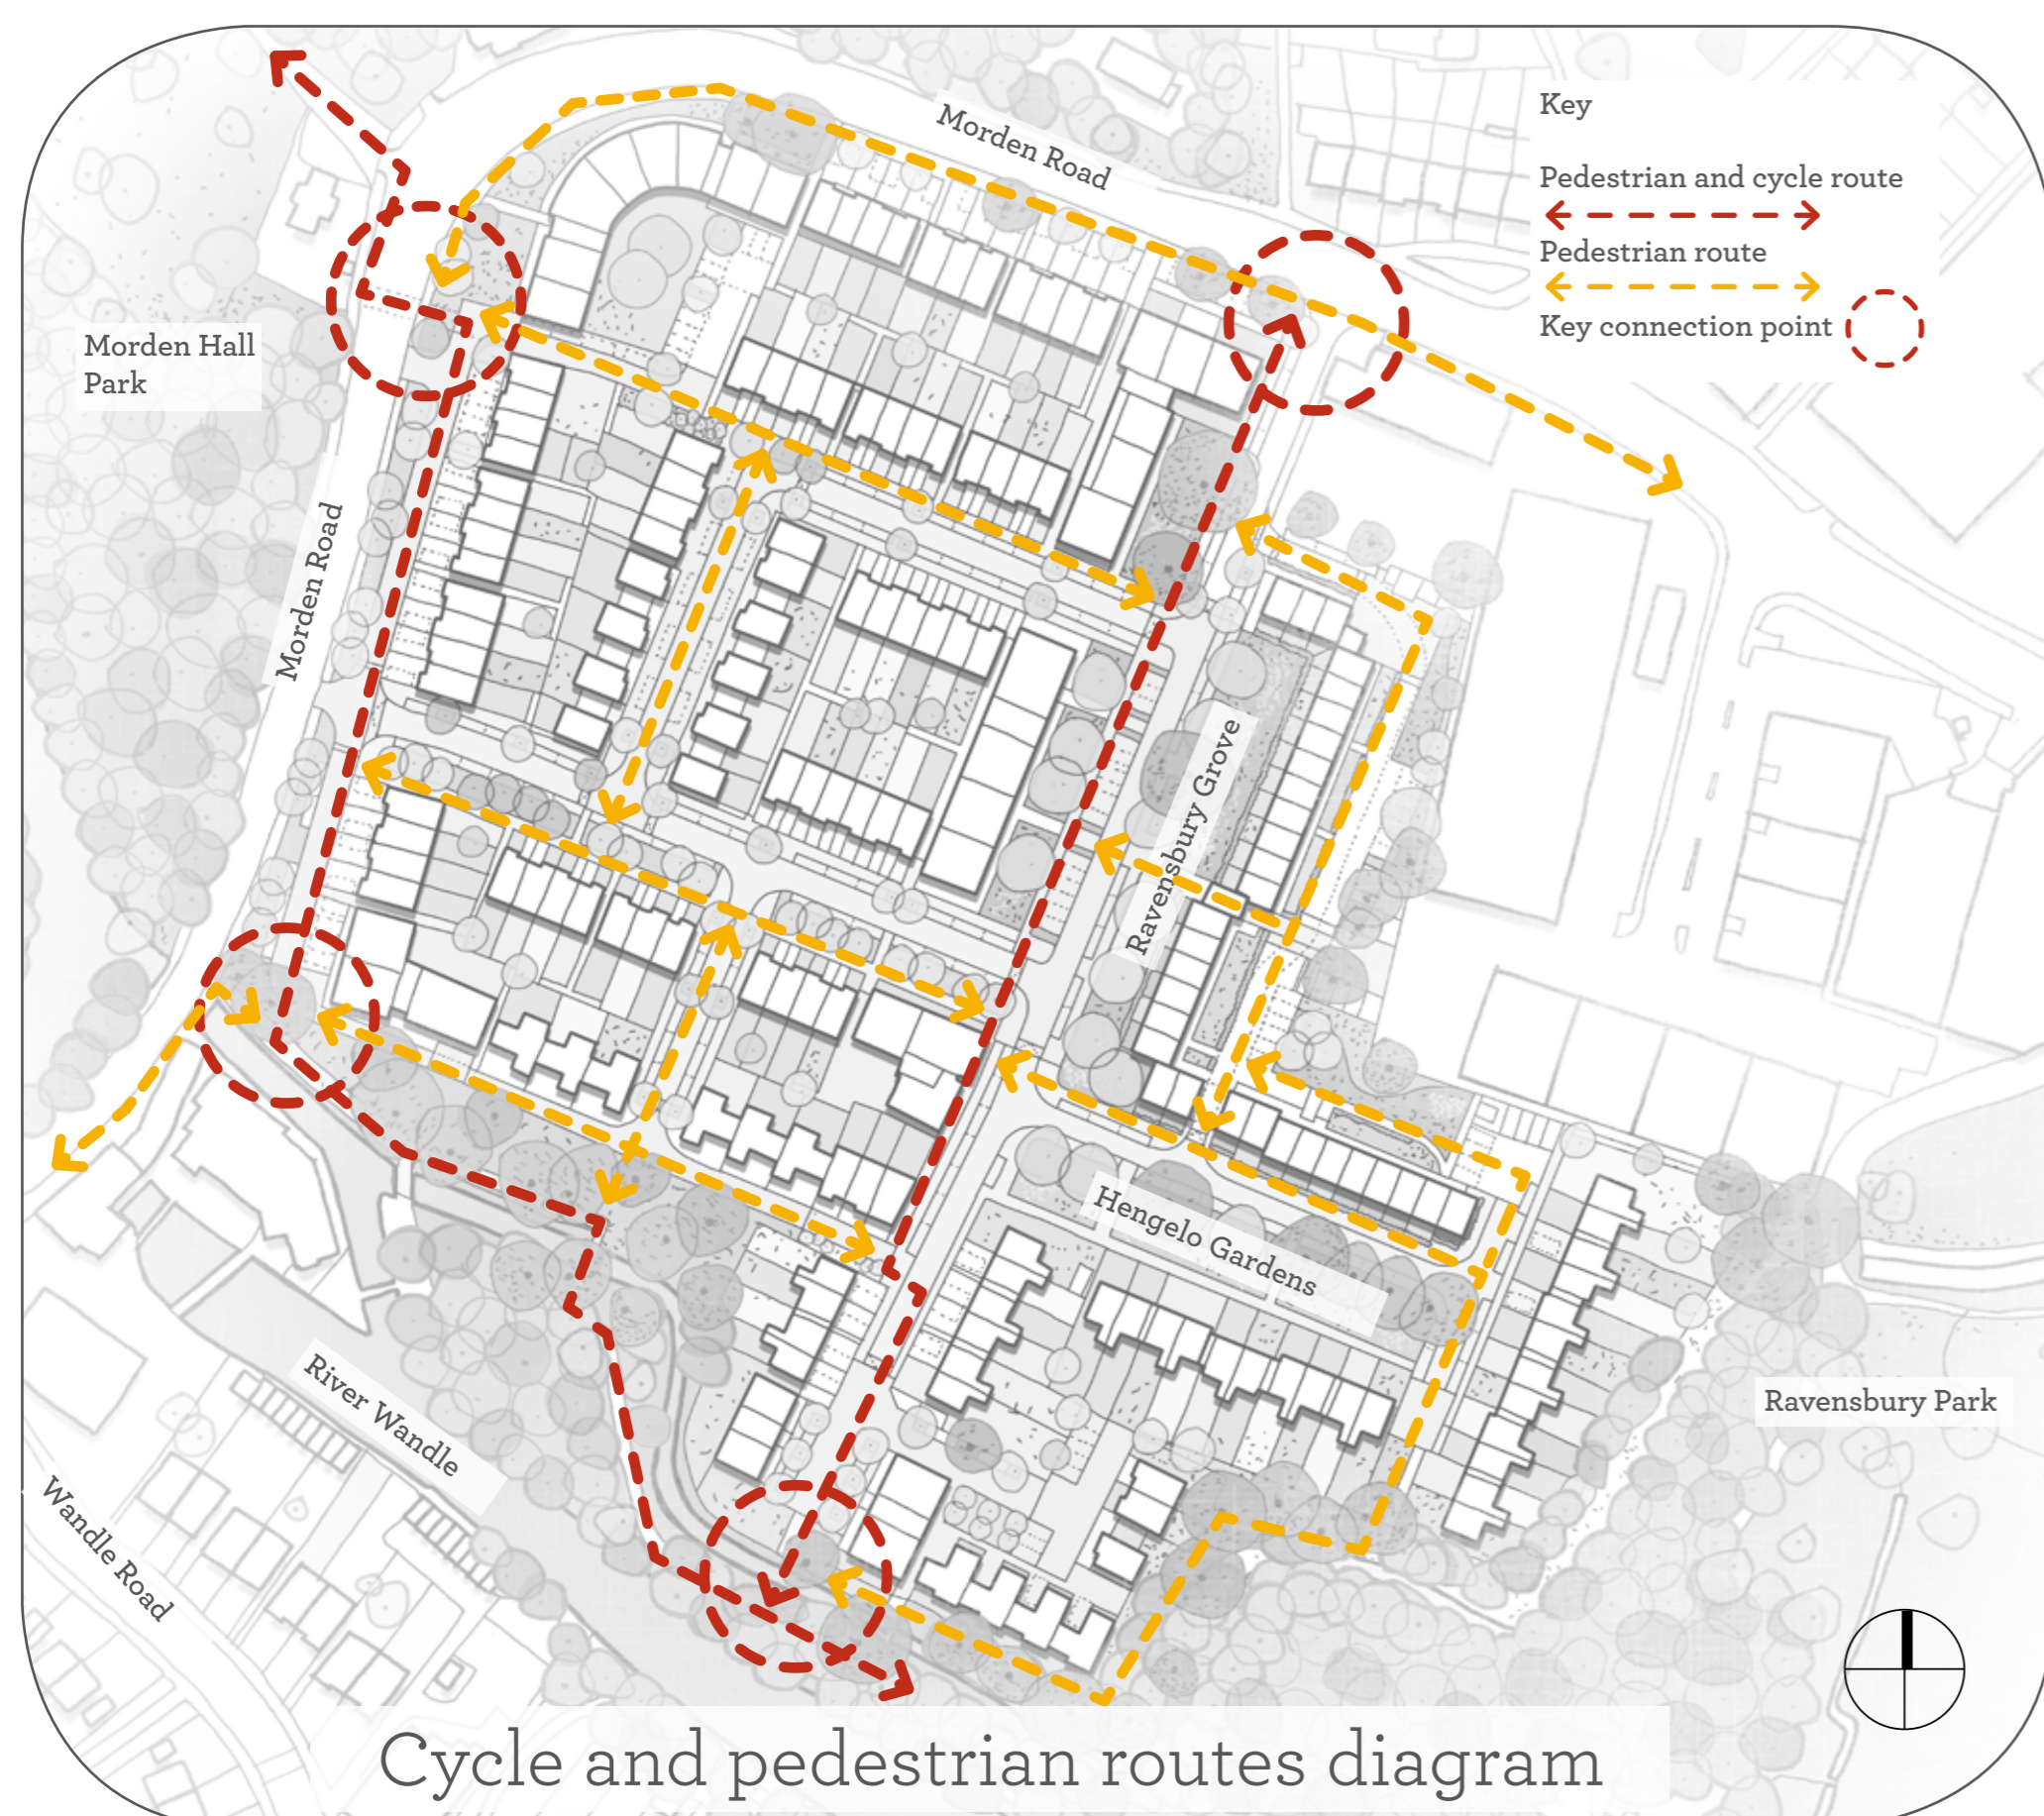 Morden Road
Key
Pedestrian and cycle route
Pedestrian route
Key connection point
Morden Hall
Park
Morden Road
Ravensbury Grove
Hengelo Gardens
River Wandle
Ravensbury Park
Wandle Road
Cycle and pedestrian routes diagram